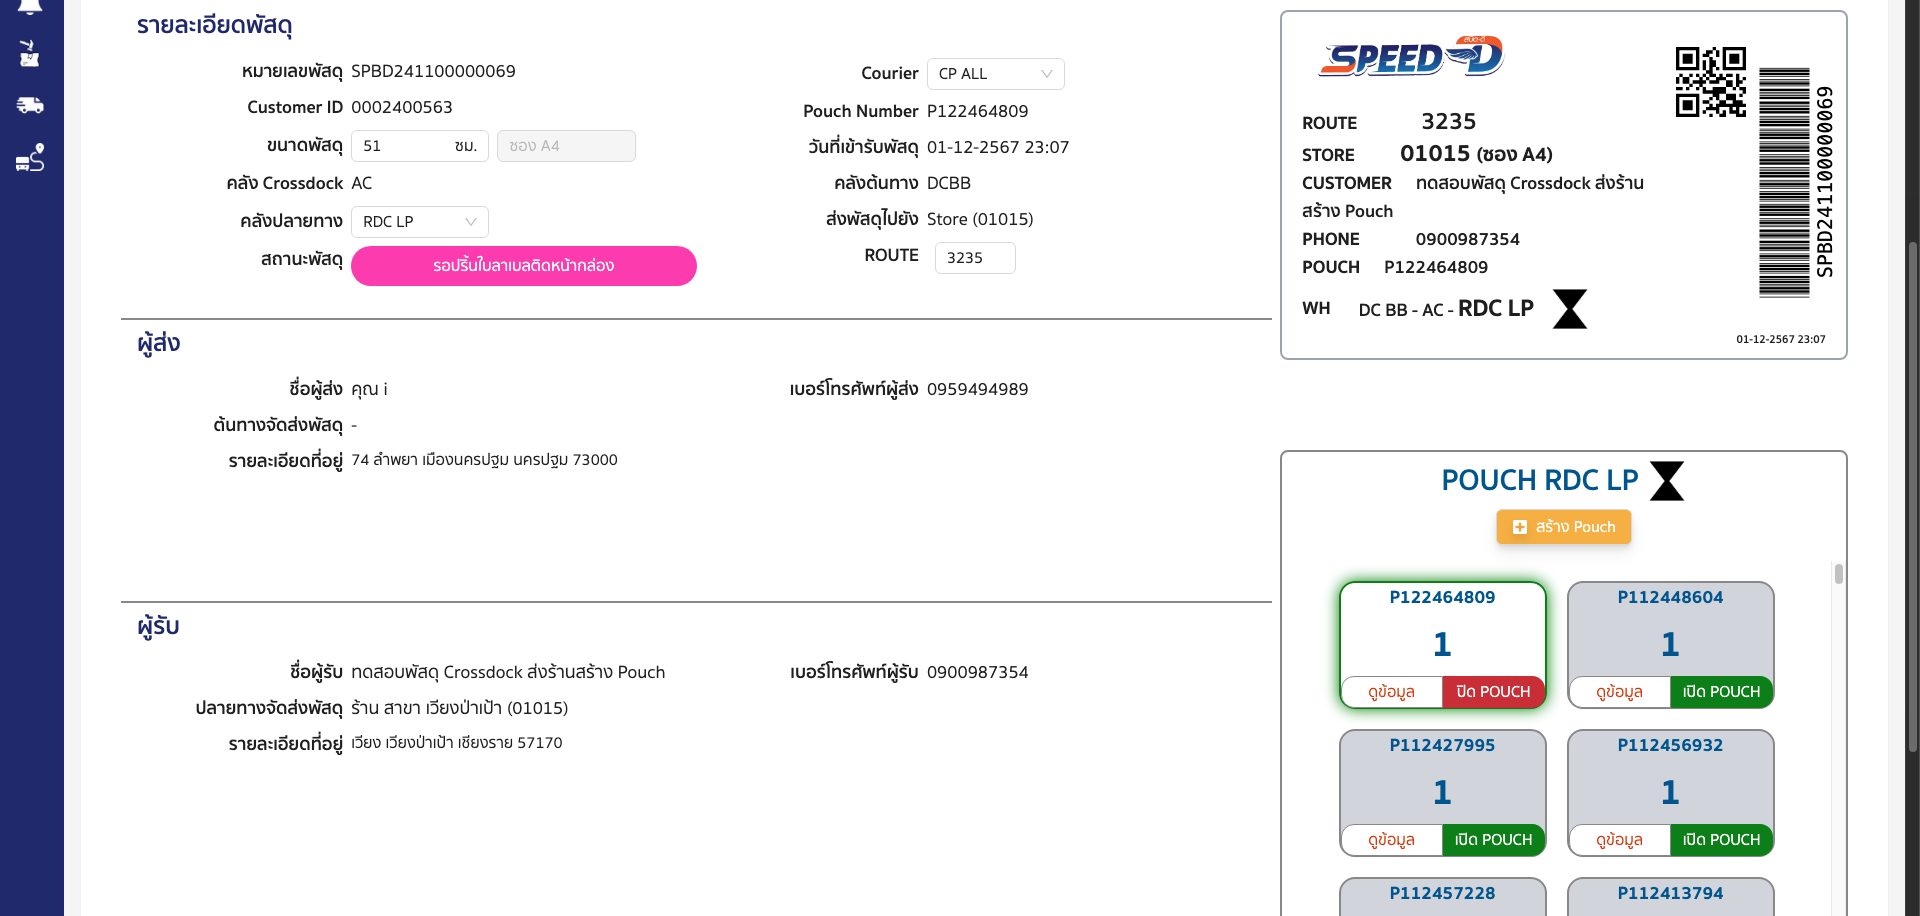 รายละเอียดพัสดุ
หมายเลขพัสดุ SPBD241100000069
Customer ID 0002400563
ขนาดพัสดุ 51 ซม. ซอง A4
คลัง Crossdock AC
คลังปลายทาง RDC LP
สถานะพัสดุ รอปริ้นใบลาเบลติดหน้ากล่อง
Courier CP ALL
Pouch Number P122464809
วันที่เข้ารับพัสดุ 01-12-2567 23:07
คลังต้นทาง DCBB
ส่งพัสดุไปยัง Store (01015)
ROUTE 3235
ผู้ส่ง
ชื่อผู้ส่ง คุณ i
เบอร์โทรศัพท์ผู้ส่ง 0959494989
ต้นทางจัดส่งพัสดุ -
รายละเอียดที่อยู่ 74 ลำพยา เมืองนครปฐม นครปฐม 73000
ผู้รับ
ชื่อผู้รับ ทดสอบพัสดุ Crossdock ส่งร้านสร้าง Pouch
เบอร์โทรศัพท์ผู้รับ 0900987354
ปลายทางจัดส่งพัสดุ ร้าน สาขา เวียงป่าเป้า (01015)
รายละเอียดที่อยู่ เวียง เวียงป่าเป้า เชียงราย 57170
SPEED D
ROUTE 3235
STORE 01015 (ซอง A4)
CUSTOMER ทดสอบพัสดุ Crossdock ส่งร้าน
สร้าง Pouch
PHONE 0900987354
POUCH P122464809
WH DC BB - AC - RDC LP
SPBD241100000069
01-12-2567 23:07
POUCH RDC LP
สร้าง Pouch
P122464809
1
ดูข้อมูล ปิด POUCH
P112448604
1
ดูข้อมูล เปิด POUCH
P112427995
1
ดูข้อมูล เปิด POUCH
P112456932
1
ดูข้อมูล เปิด POUCH
P112457228
P112413794